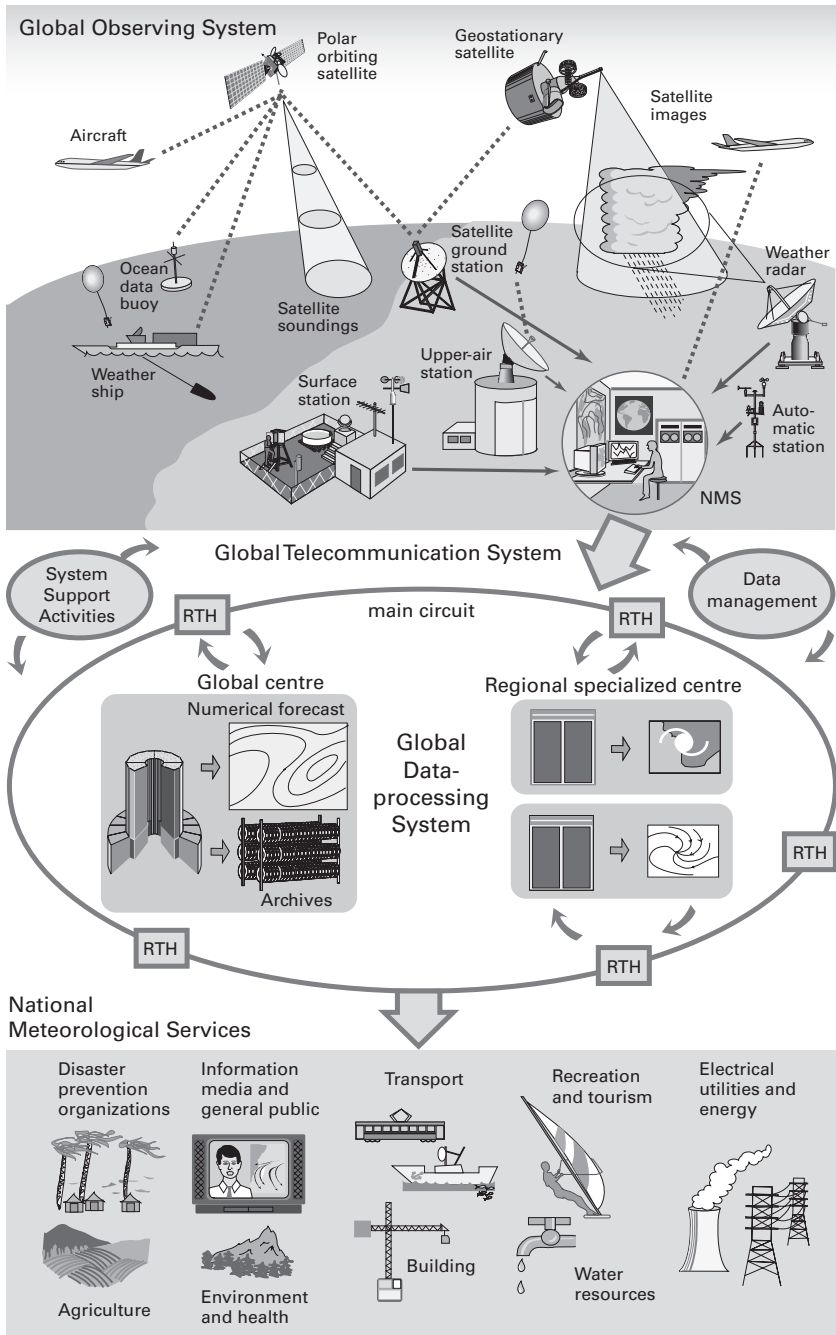 Global Observing System
Polar
orbiting
satellite
Geostationary
satellite
Satellite
images
Aircraft
Ocean
data
buoy
Satellite
ground
station
Weather
radar
Satellite
soundings
Weather
ship
Upper-air
station
Surface
station
Auto-
matic
station
NMS
Global Telecommunication System
System
Support
Activities
Data
management
RTH
main circuit
RTH
Global centre
Numerical forecast
Regional specialized centre
Global
Data-
processing
System
RTH
Archives
RTH
RTH
National
Meteorological Services
Disaster
prevention
organizations
Information
media and
general public
Transport
Recreation
and tourism
Electrical
utilities and
energy
Agriculture
Environment
and health
Building
Water
resources